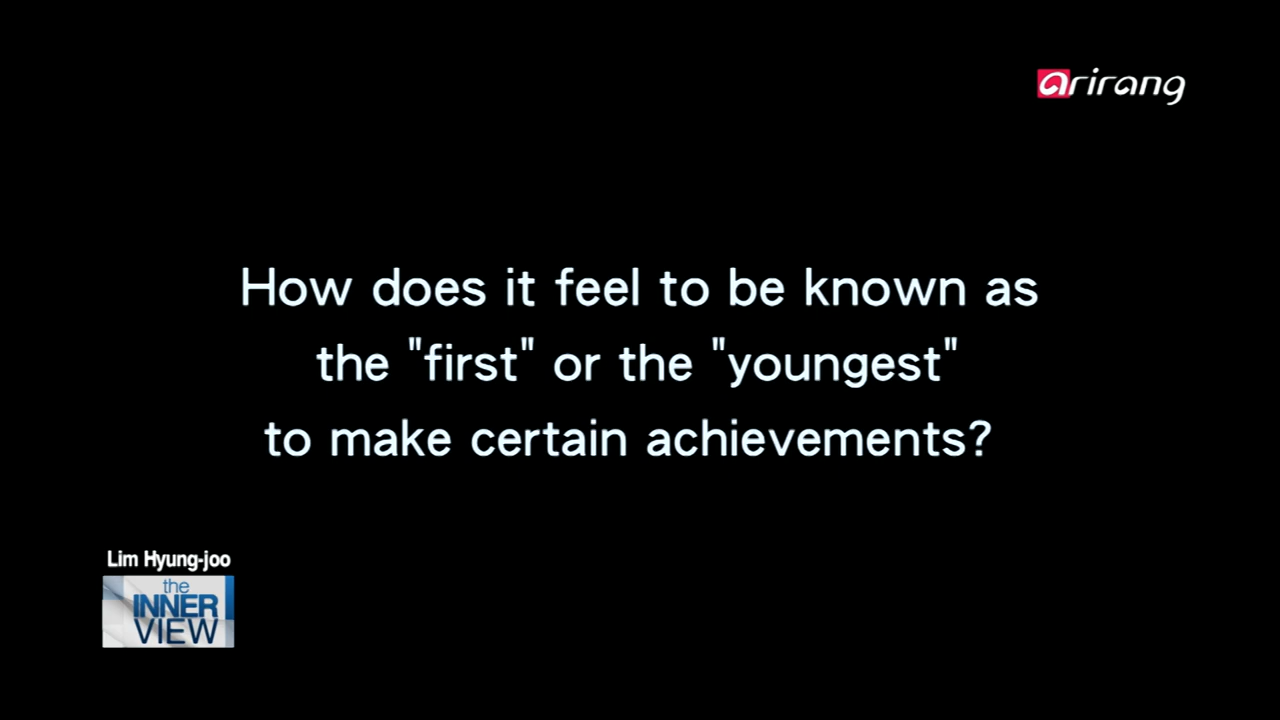 arirang
How does it feel to be known as
the "first" or the "youngest"
to make certain achievements?
Lim Hyung-joo
the
INNER
VIEW